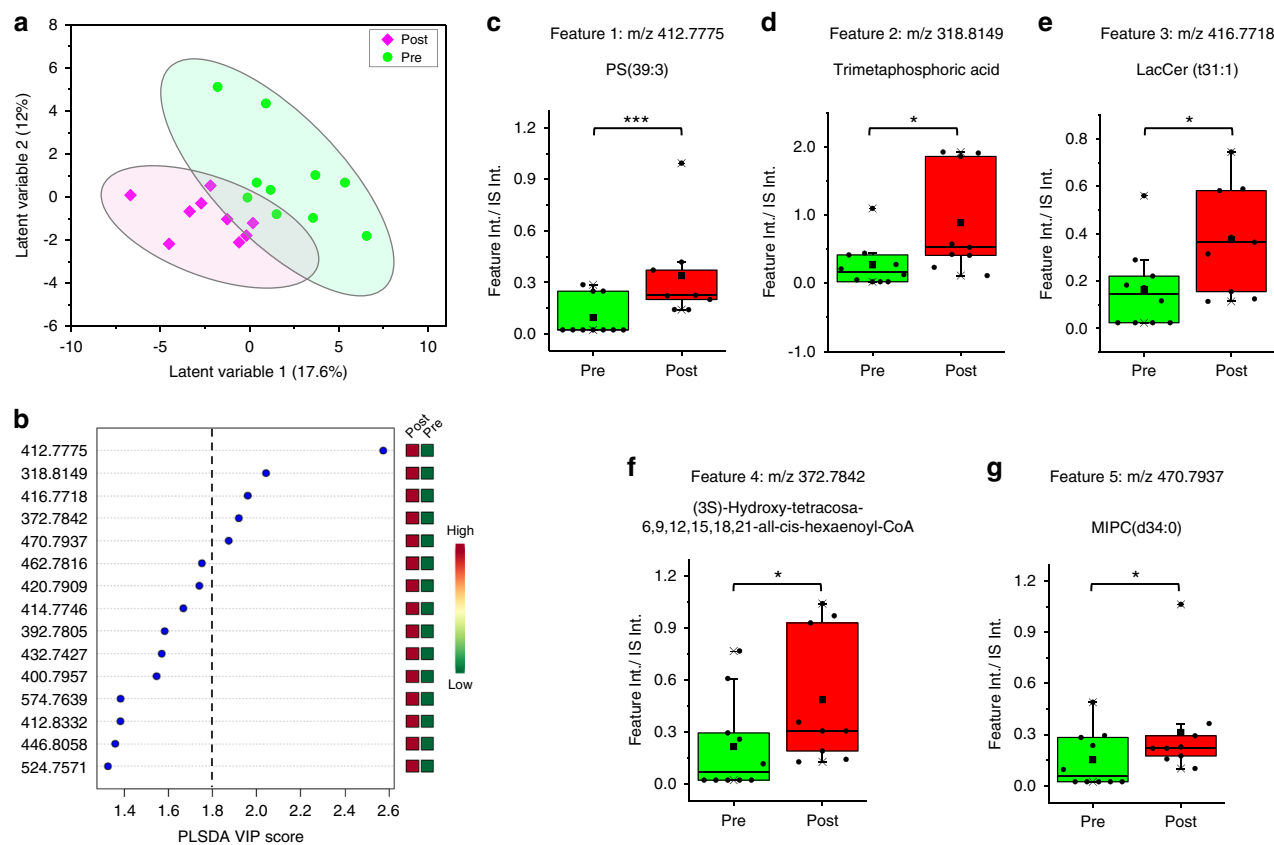 a
8
6
4
2
0
-2
-4
-6
-10
-5
0
5
10
Latent variable 2 (12%)
Latent variable 1 (17.6%)
Post
Pre
b
412.7775
318.8149
416.7718
372.7842
470.7937
462.7816
420.7909
414.7746
392.7805
432.7427
400.7957
574.7639
412.8332
446.8058
524.7571
1.4
1.6
1.8
2.0
2.2
2.4
2.6
PLSDA VIP score
Post
Pre
High
Low
c
Feature 1: m/z 412.7775
PS(39:3)
***
1.2
0.9
0.6
0.3
0.0
Feature Int./ IS Int.
Pre
Post
d
Feature 2: m/z 318.8149
Trimetaphosphoric acid
*
2.0
1.0
0.0
-1.0
Feature Int./ IS Int.
Pre
Post
e
Feature 3: m/z 416.7718
LacCer (t31:1)
*
0.8
0.6
0.4
0.2
0.0
Feature Int./ IS Int.
Pre
Post
f
Feature 4: m/z 372.7842
(3S)-Hydroxy-tetracosa-
6,9,12,15,18,21-all-cis-hexaenoyl-CoA
*
1.2
0.9
0.6
0.3
0.0
Feature Int./ IS Int.
Pre
Post
g
Feature 5: m/z 470.7937
MIPC(d34:0)
*
1.2
0.9
0.6
0.3
0.0
Feature Int./ IS Int.
Pre
Post